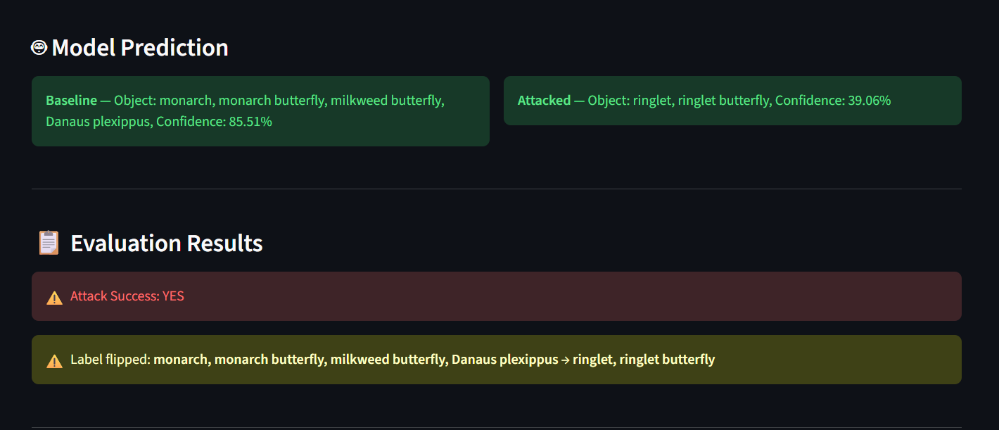 Model Prediction
Baseline — Object: monarch, monarch butterfly, milkweed butterfly,
Danaus plexippus, Confidence: 85.51%
Attacked — Object: ringlet, ringlet butterfly, Confidence: 39.06%
Evaluation Results
Attack Success: YES
Label flipped: monarch, monarch butterfly, milkweed butterfly, Danaus plexippus → ringlet, ringlet butterfly